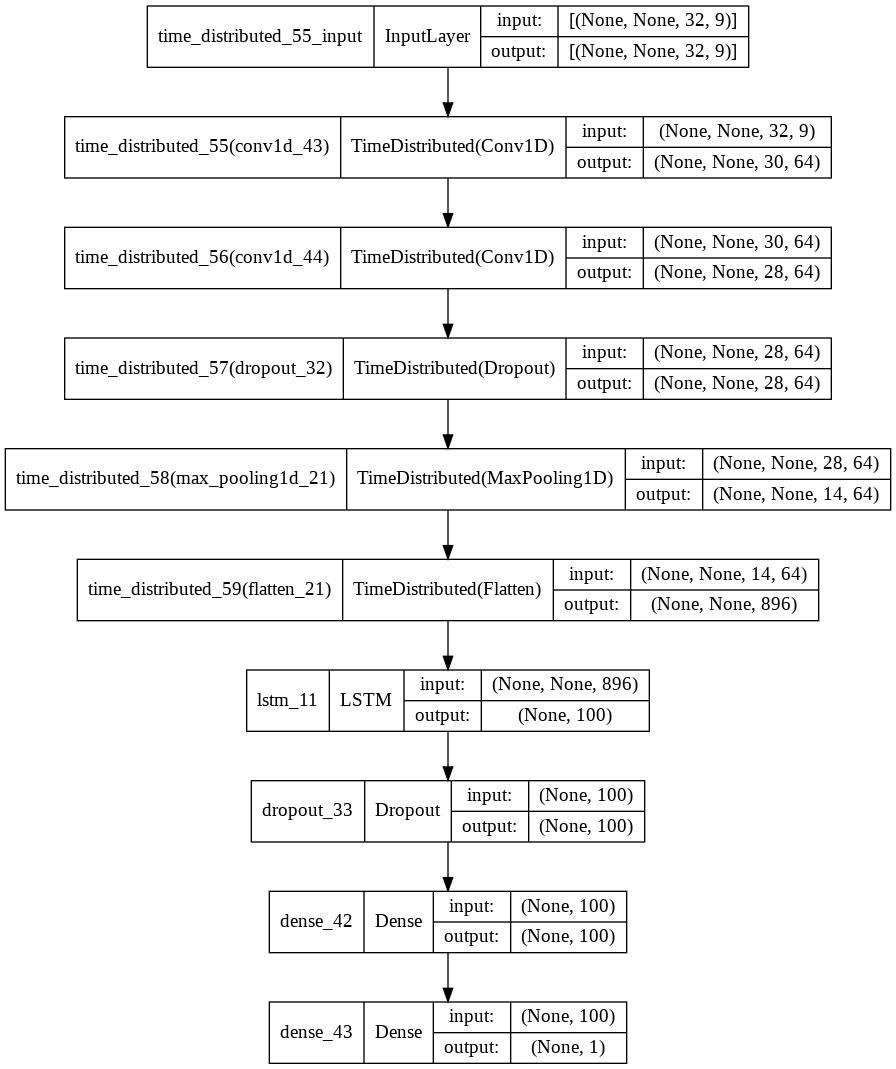 time_distributed_55_input InputLayer input: [(None, None, 32, 9)]
output: [(None, None, 32, 9)]
time_distributed_55(conv1d_43) TimeDistributed(Conv1D) input: (None, None, 32, 9)
output: (None, None, 30, 64)
time_distributed_56(conv1d_44) TimeDistributed(Conv1D) input: (None, None, 30, 64)
output: (None, None, 28, 64)
time_distributed_57(dropout_32) TimeDistributed(Dropout) input: (None, None, 28, 64)
output: (None, None, 28, 64)
time_distributed_58(max_pooling1d_21) TimeDistributed(MaxPooling1D) input: (None, None, 28, 64)
output: (None, None, 14, 64)
time_distributed_59(flatten_21) TimeDistributed(Flatten) input: (None, None, 14, 64)
output: (None, None, 896)
lstm_11 LSTM input: (None, None, 896)
output: (None, 100)
dropout_33 Dropout input: (None, 100)
output: (None, 100)
dense_42 Dense input: (None, 100)
output: (None, 100)
dense_43 Dense input: (None, 100)
output: (None, 1)